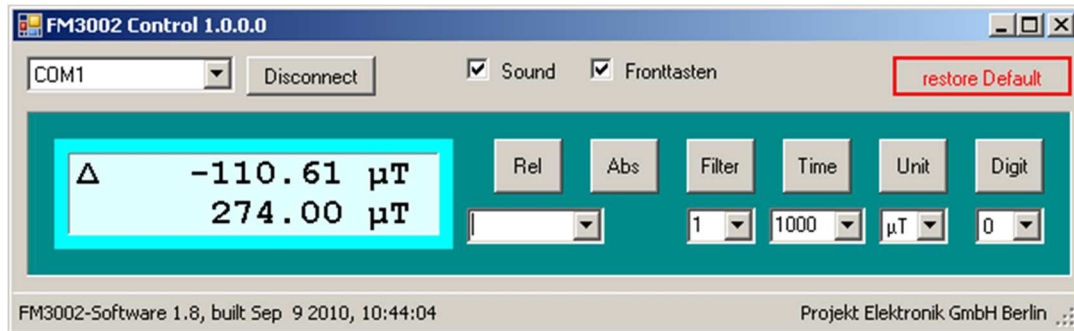 FM3002 Control 1.0.0.0
COM1 Disconnect Sound Fronttasten restore Default
Δ -110.61 µT
274.00 µT
Rel Abs Filter Time Unit Digit
1 1000 µT 0
FM3002-Software 1.8, built Sep 9 2010, 10:44:04 Projekt Elektronik GmbH Berlin